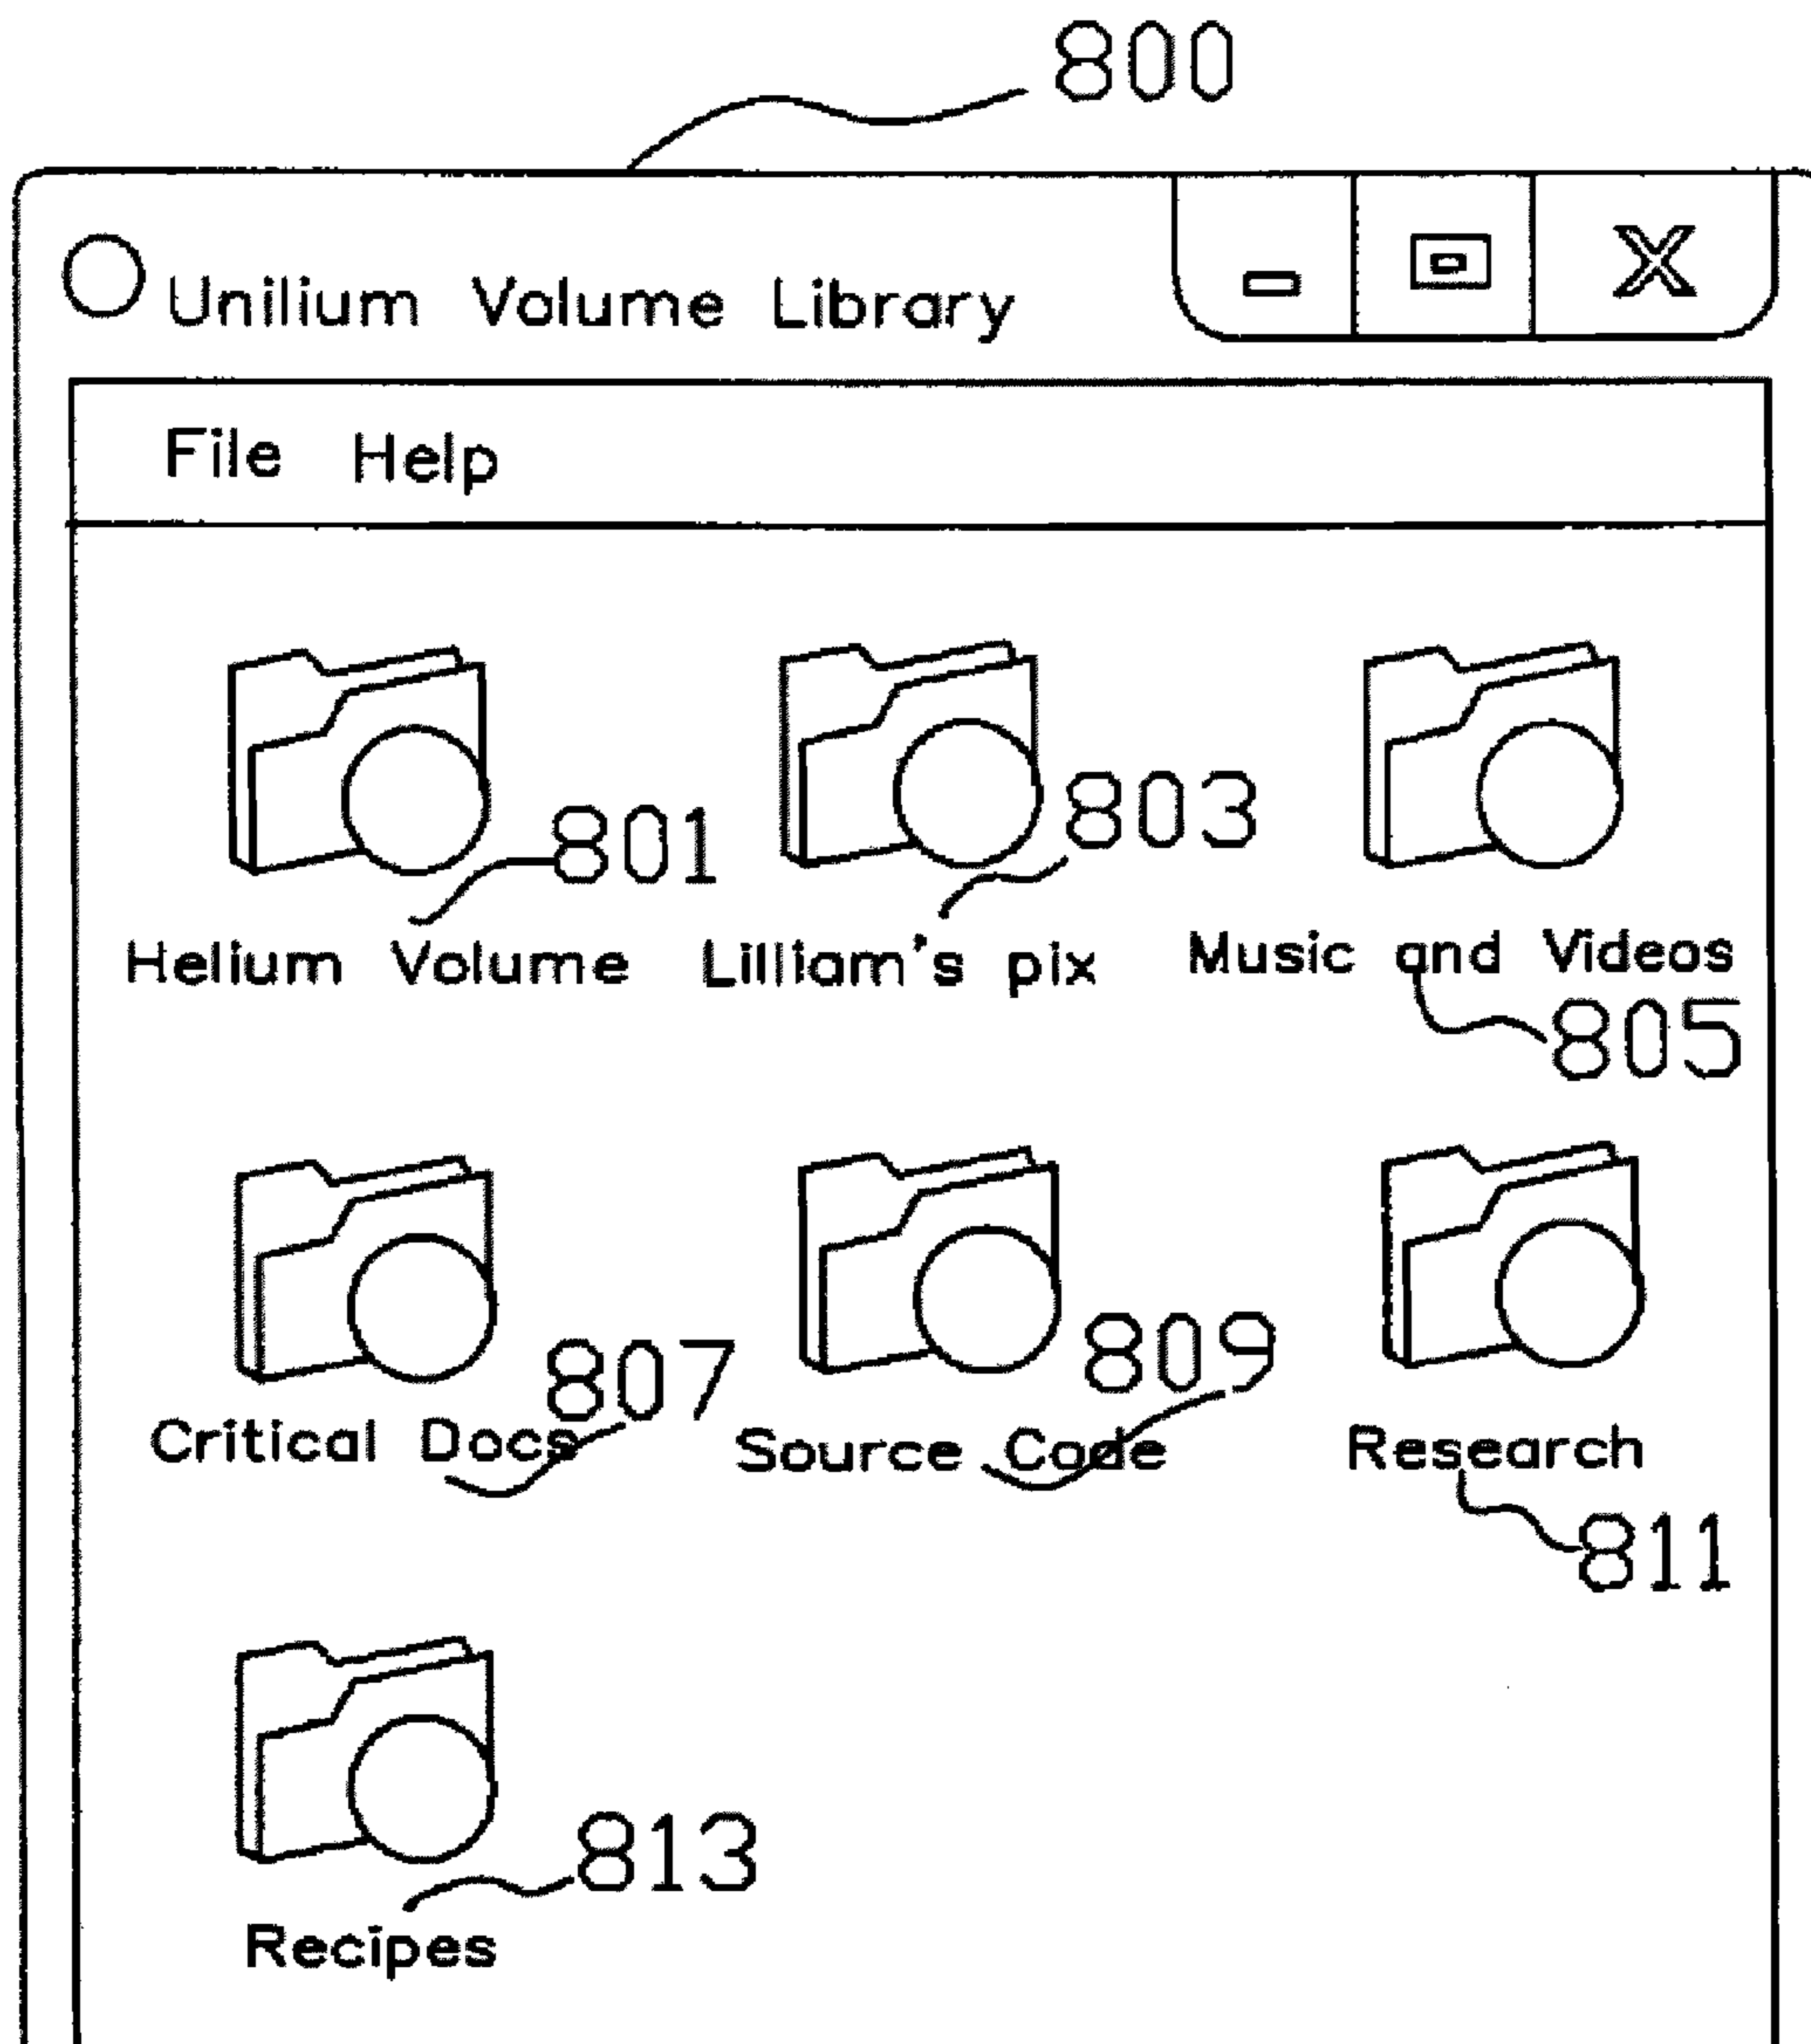 800
Unilium Volume Library X
File Help
801 803
Helium Volume Lilliam's pix Music and Videos
805
807 809
Critical Docs Source Code Research
811
813
Recipes